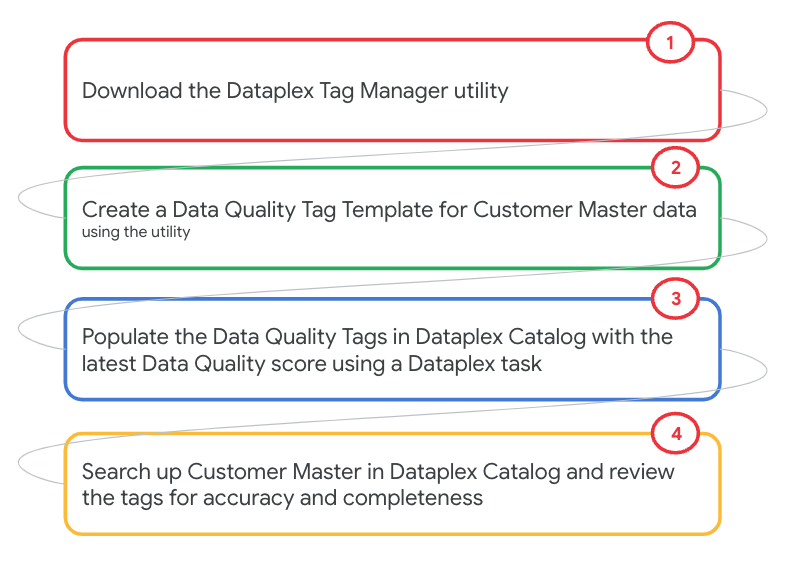 1
Download the Dataplex Tag Manager utility
2
Create a Data Quality Tag Template for Customer Master data
using the utility
3
Populate the Data Quality Tags in Dataplex Catalog with the
latest Data Quality score using a Dataplex task
4
Search up Customer Master in Dataplex Catalog and review
the tags for accuracy and completeness